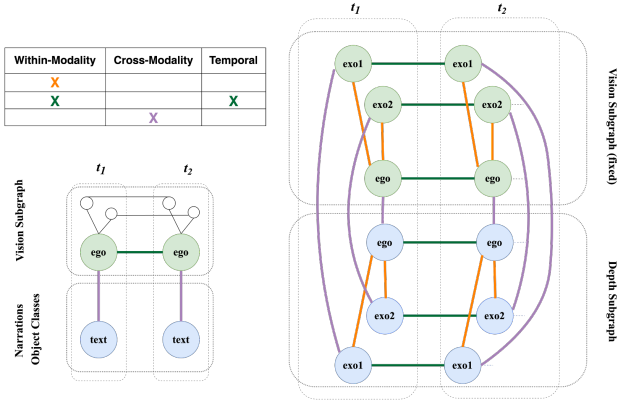 Within-Modality Cross-Modality Temporal
X
X X
X
t1 t2
Vision Subgraph
ego ego
Narrations
Object Classes
text text
t1 t2
exo1 exo1
exo2 exo2
ego ego
Vision Subgraph (fixed)
ego ego
exo2 exo2
exo1 exo1
Depth Subgraph